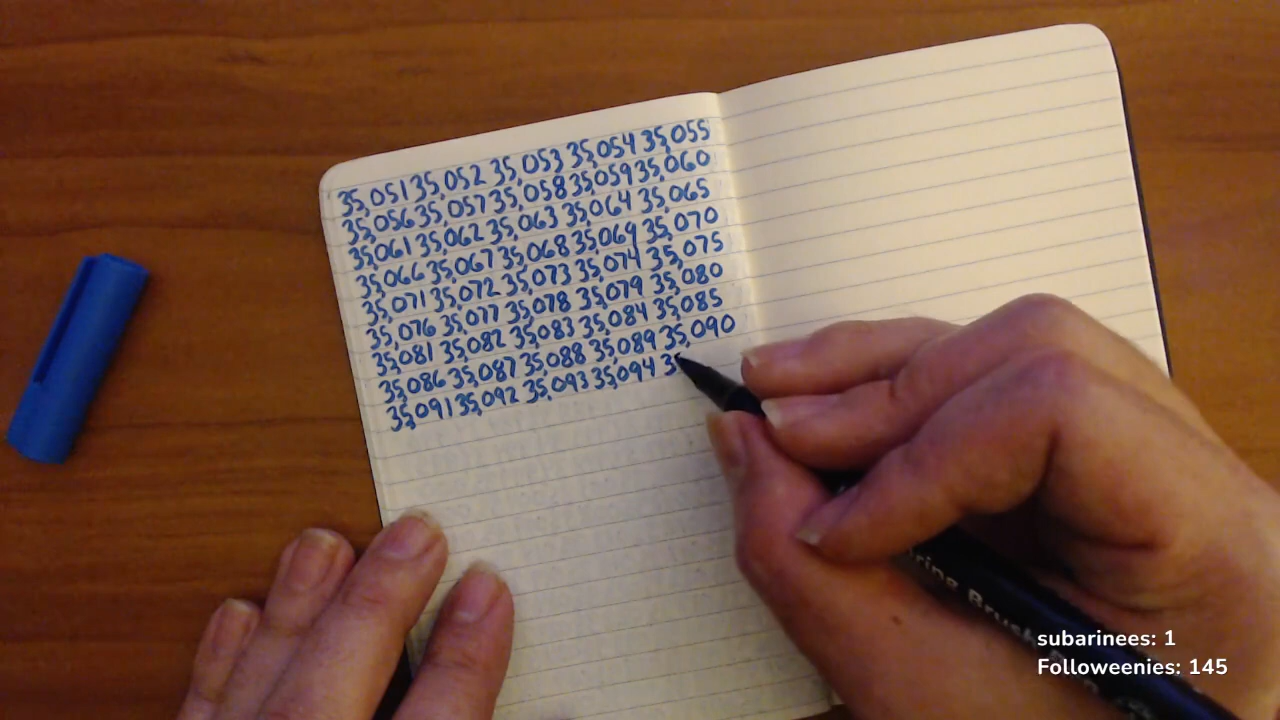 35,051 35,052 35,053 35,054 35,055
35,056 35,057 35,058 35,059 35,060
35,061 35,062 35,063 35,064 35,065
35,066 35,067 35,068 35,069 35,070
35,071 35,072 35,073 35,074 35,075
35,076 35,077 35,078 35,079 35,080
35,081 35,082 35,083 35,084 35,085
35,086 35,087 35,088 35,089 35,090
35,091 35,092 35,093 35,094 35
subarinees: 1
Followeenies: 145